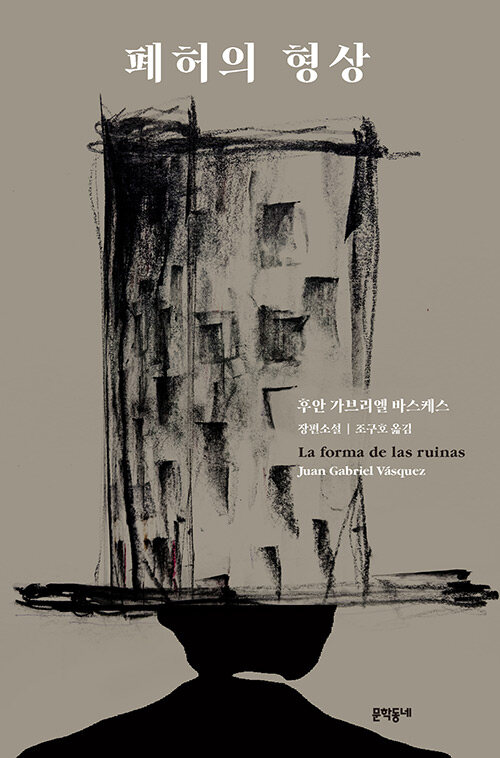 폐허의 형상
후안 가브리엘 바스케스
장편소설 | 조구호 옮김
La forma de las ruinas
Juan Gabriel Vásquez
문학동네